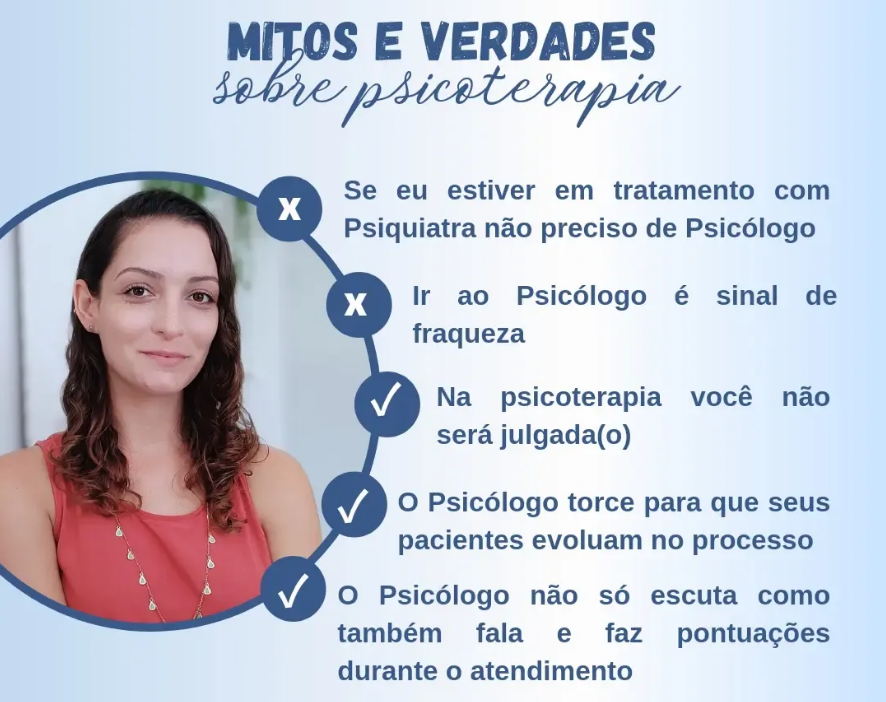 MITOS E VERDADES
sobre psicoterapia
X
Se eu estiver em tratamento com
Psiquiatra não preciso de Psicólogo
X
Ir ao Psicólogo é sinal de
fraqueza
Na psicoterapia você não
será julgada(o)
O Psicólogo torce para que seus
pacientes evoluam no processo
O Psicólogo não só escuta como
também fala e faz pontuações
durante o atendimento